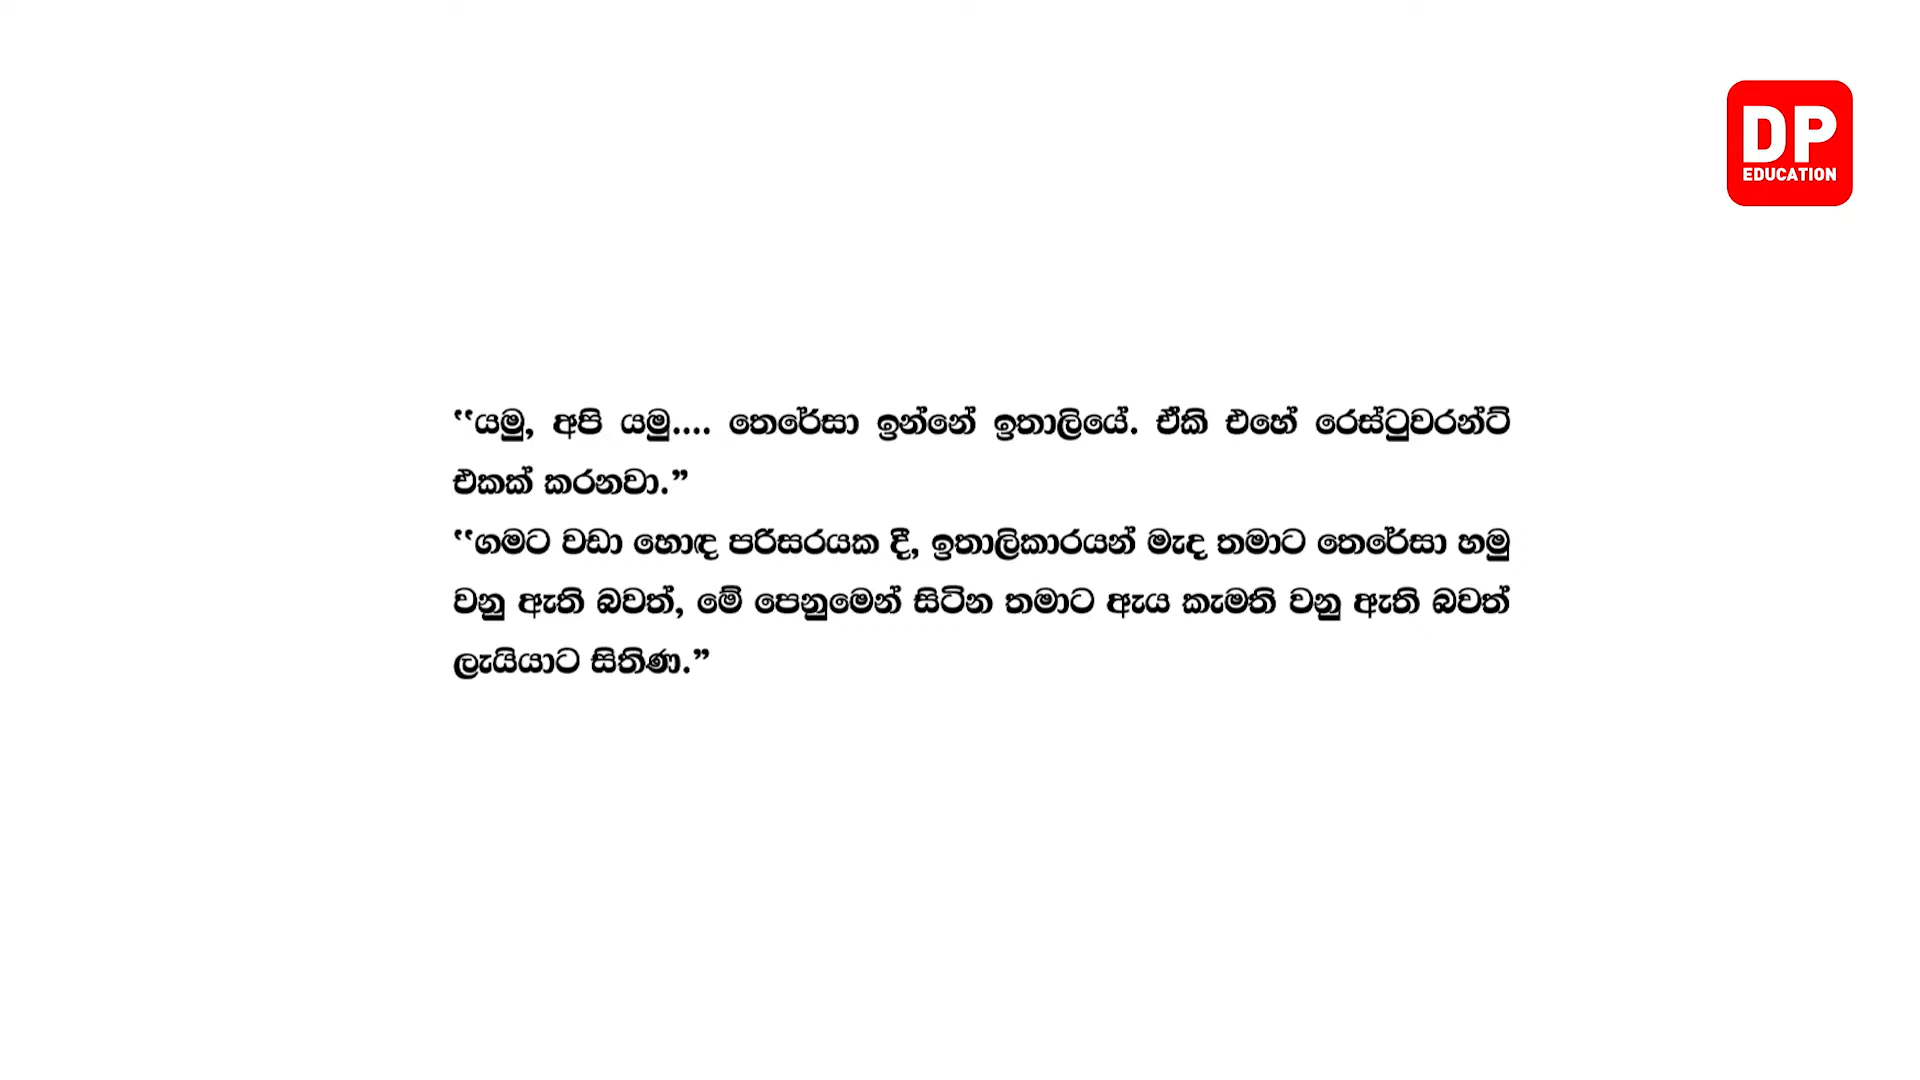 DP
EDUCATION
‘‘යමු, අපි යමු.... තෙරේසා ඉන්නේ ඉතාලියේ. ඒකි එහේ රෙස්ටුවරන්ට්
එකක් කරනවා.”
‘‘ගමට වඩා හොඳ පරිසරයක දී, ඉතාලිකාරයන් මැද තමාට තෙරේසා හමු
වනු ඇති බවත්, මේ පෙනුමෙන් සිටින තමාට ඇය කැමති වනු ඇති බවත්
ලැයියාට සිතිණ.”